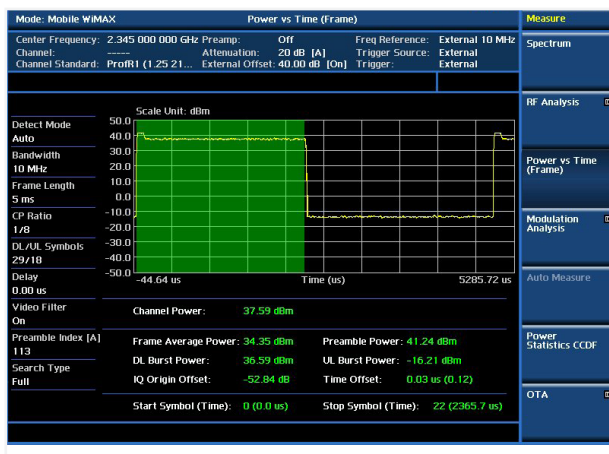 Mode: Mobile WiMAX Power vs Time (Frame) Measure
Center Frequency: 2.345 000 000 GHz Preamp: Off Freq Reference: External 10 MHz
Channel: ----- Attenuation: 20 dB [A] Trigger Source: External
Channel Standard: ProfR1 (1.25 21... External Offset: 40.00 dB [On] Trigger: External
Spectrum
RF Analysis
Power vs Time
(Frame)
Modulation
Analysis
Auto Measure
Power
Statistics CCDF
OTA
Detect Mode
Auto
Bandwidth
10 MHz
Frame Length
5 ms
CP Ratio
1/8
DL/UL Symbols
29/18
Delay
0.00 us
Video Filter
On
Preamble Index [A]
113
Search Type
Full
Scale Unit: dBm
50.0
40.0
30.0
20.0
10.0
0.0
-10.0
-20.0
-30.0
-40.0
-50.0
-44.64 us Time (us) 5285.72 us
Channel Power: 37.59 dBm
Frame Average Power: 34.35 dBm Preamble Power: 41.24 dBm
DL Burst Power: 36.59 dBm UL Burst Power: -16.21 dBm
IQ Origin Offset: -52.84 dB Time Offset: 0.03 us (0.12)
Start Symbol (Time): 0 (0.0 us) Stop Symbol (Time): 22 (2365.7 us)